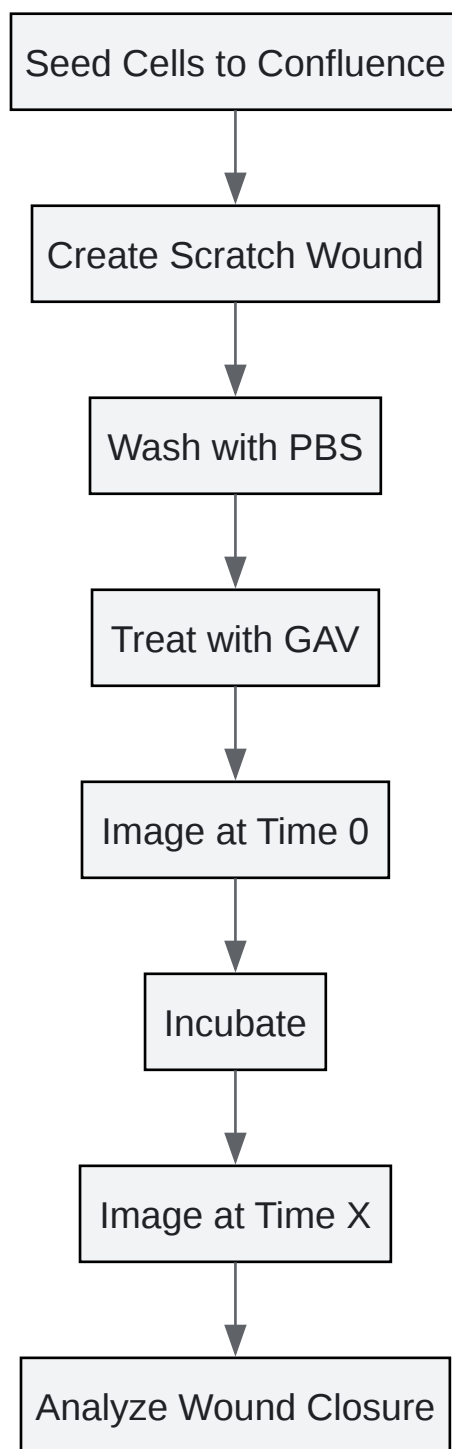 Seed Cells to Confluence
Create Scratch Wound
Wash with PBS
Treat with GAV
Image at Time 0
Incubate
Image at Time X
Analyze Wound Closure